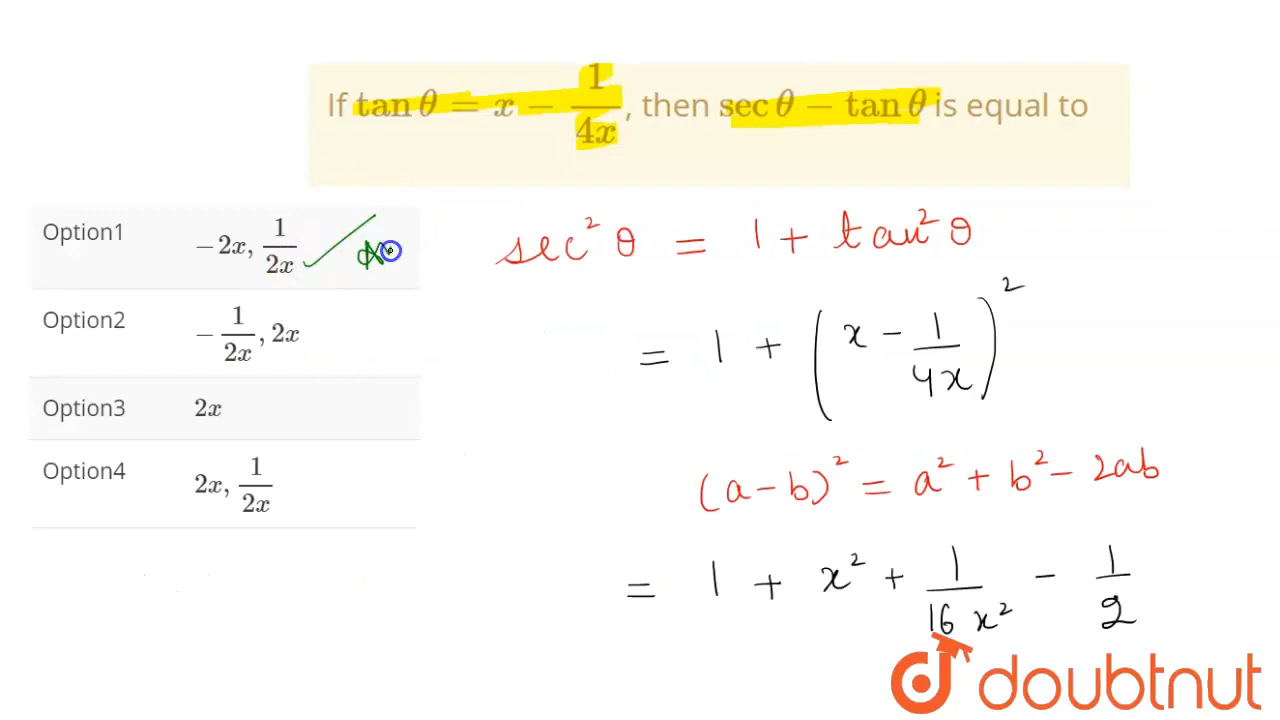 If tan θ = x − 1/4x, then sec θ − tan θ is equal to
Option1 −2x, 1/2x
Option2 −1/2x, 2x
Option3 2x
Option4 2x, 1/2x
sec² θ = 1 + tan² θ
= 1 + (x − 1/4x)²
(a − b)² = a² + b² − 2ab
= 1 + x² + 1/16x² − 1/2
doubtnut